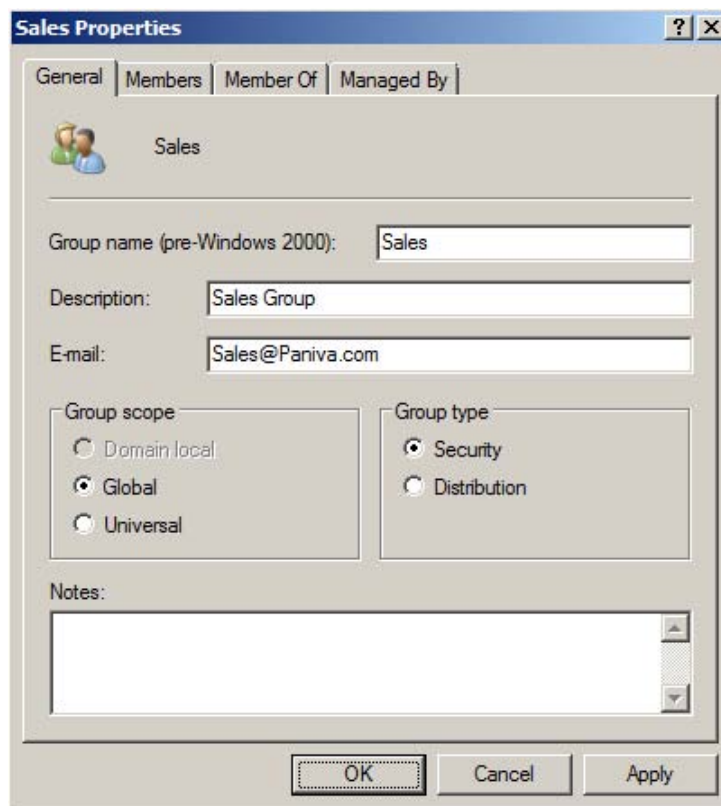 Sales Properties
General Members Member Of Managed By
Sales
Group name (pre-Windows 2000): Sales
Description: Sales Group
E-mail: Sales@Paniva.com
Group scope Group type
Domain local Security
Global Distribution
Universal
Notes:
OK Cancel Apply